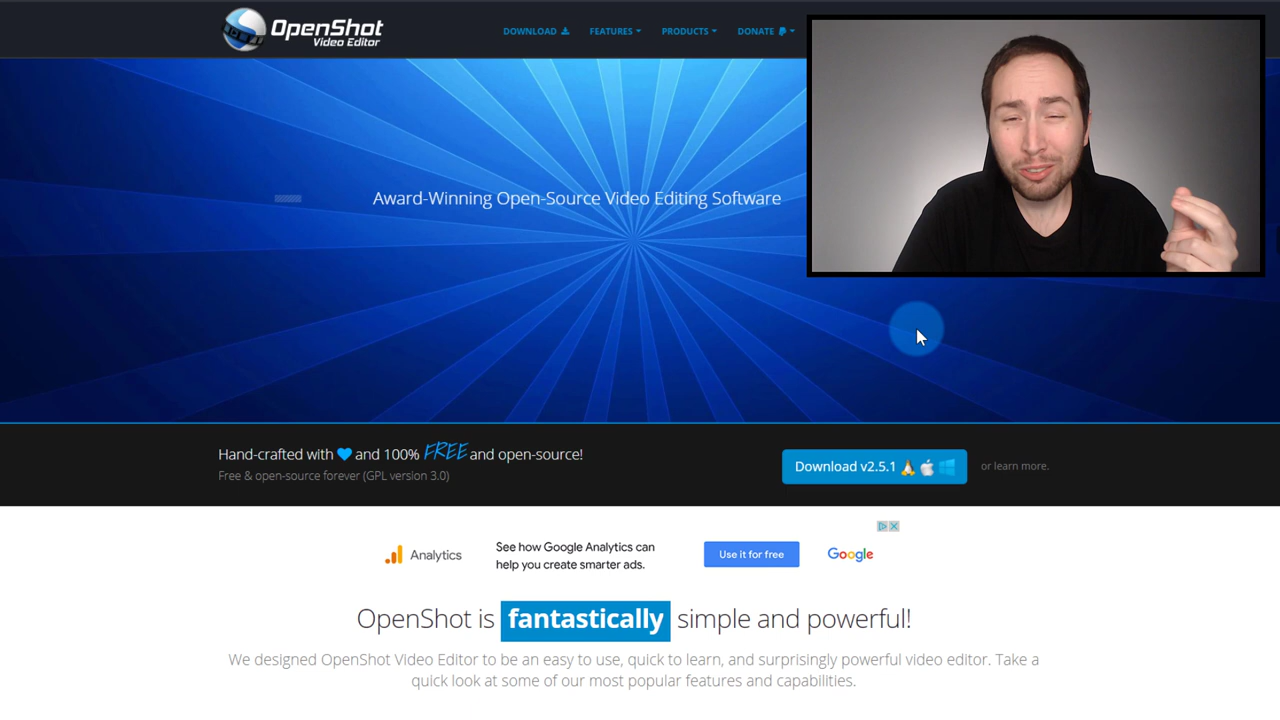 OpenShot
Video Editor
DOWNLOAD
FEATURES
PRODUCTS
DONATE
Award-Winning Open-Source Video Editing Software
Hand-crafted with and 100% FREE and open-source!
Free & open-source forever (GPL version 3.0)
Download v2.5.1
or learn more.
Analytics
See how Google Analytics can
help you create smarter ads.
Use it for free
Google
OpenShot is fantastically simple and powerful!
We designed OpenShot Video Editor to be an easy to use, quick to learn, and surprisingly powerful video editor. Take a
quick look at some of our most popular features and capabilities.